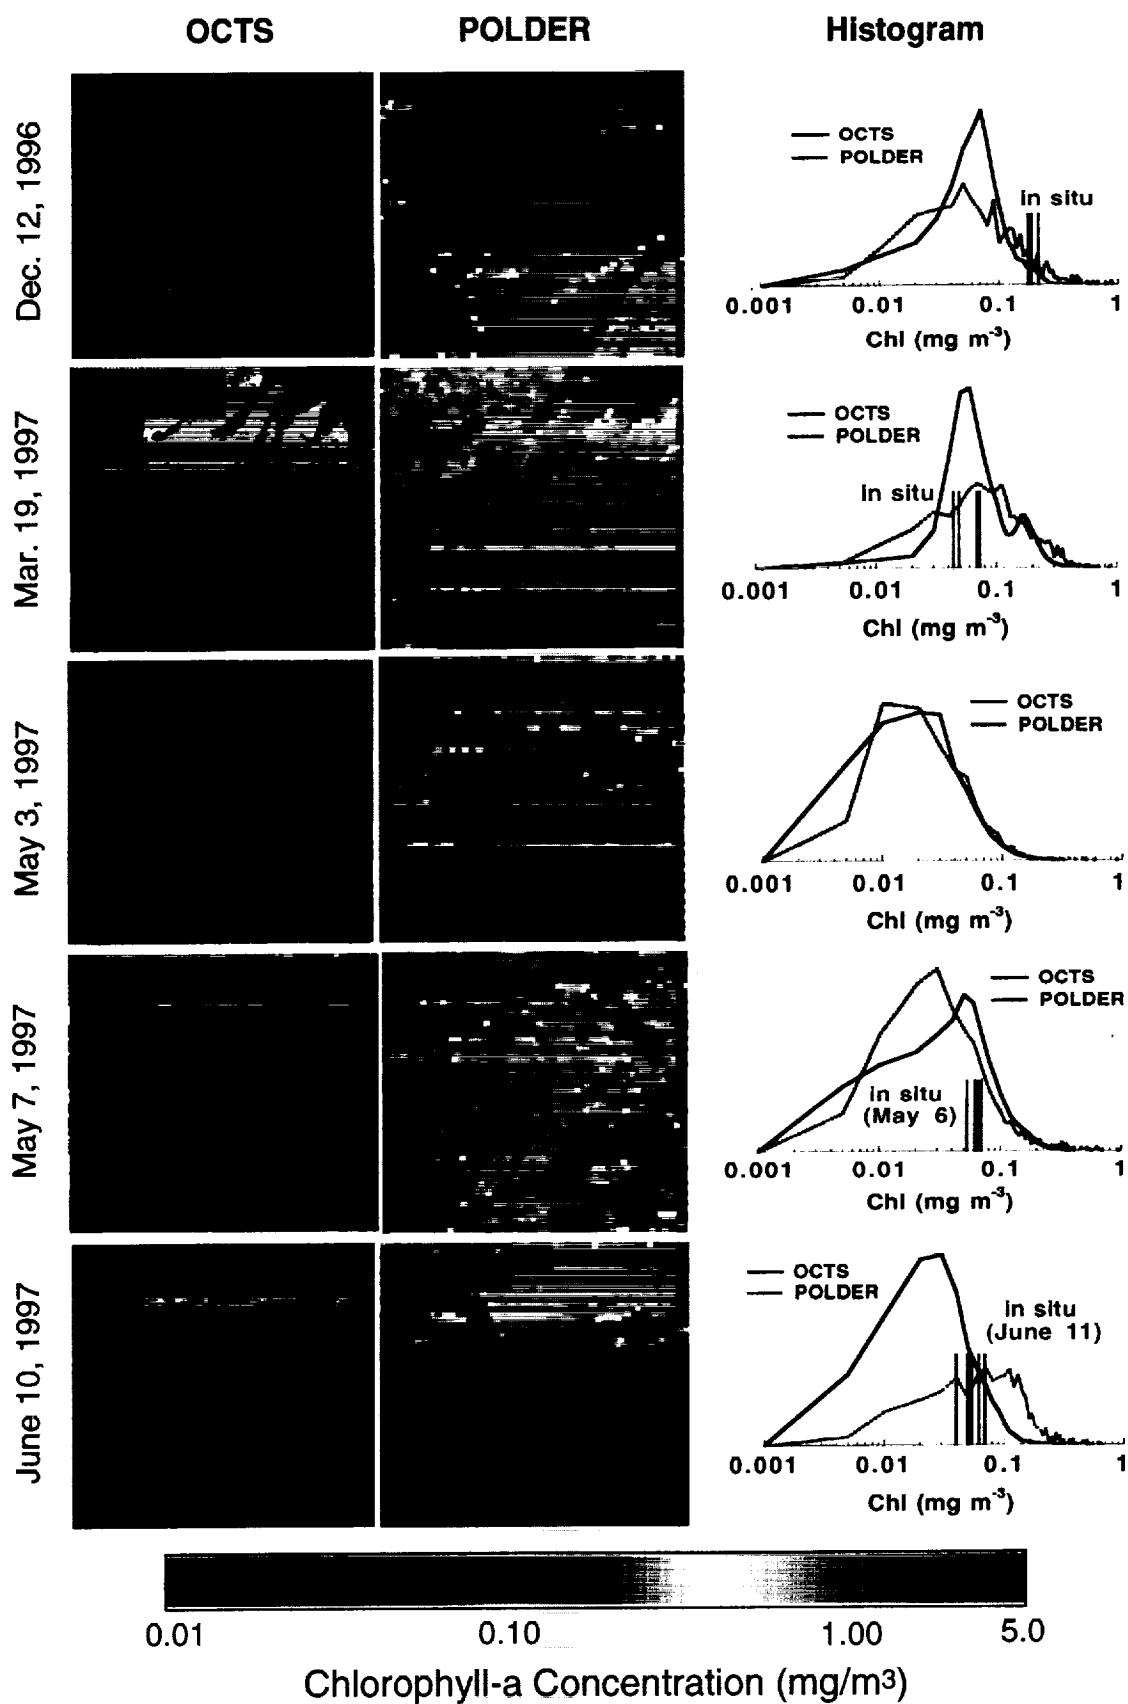 OCTS POLDER Histogram
Dec. 12, 1996
OCTS
POLDER
in situ
0.001 0.01 0.1 1
Chl (mg m-3)
Mar. 19, 1997
OCTS
POLDER
in situ
0.001 0.01 0.1 1
Chl (mg m-3)
May 3, 1997
OCTS
POLDER
0.001 0.01 0.1 1
Chl (mg m-3)
May 7, 1997
OCTS
POLDER
in situ
(May 6)
0.001 0.01 0.1 1
Chl (mg m-3)
June 10, 1997
OCTS
POLDER
in situ
(June 11)
0.001 0.01 0.1 1
Chl (mg m-3)
0.01 0.10 1.00 5.0
Chlorophyll-a Concentration (mg/m3)